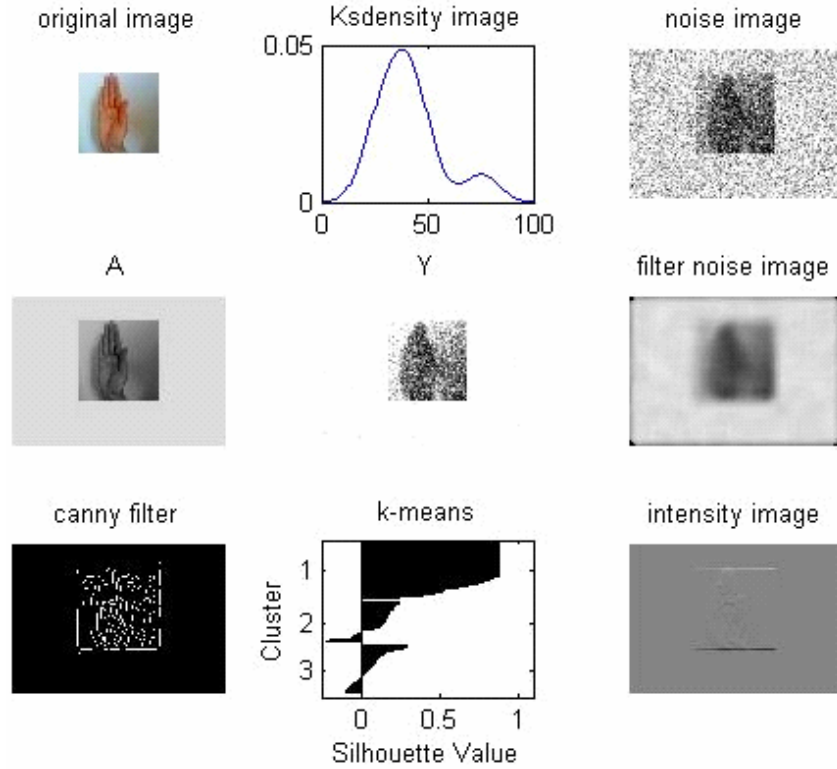 original image
Ksdensity image
noise image
0.05
0
0
50
100
A
Y
filter noise image
canny filter
k-means
intensity image
Cluster
1
2
3
0
0.5
1
Silhouette Value